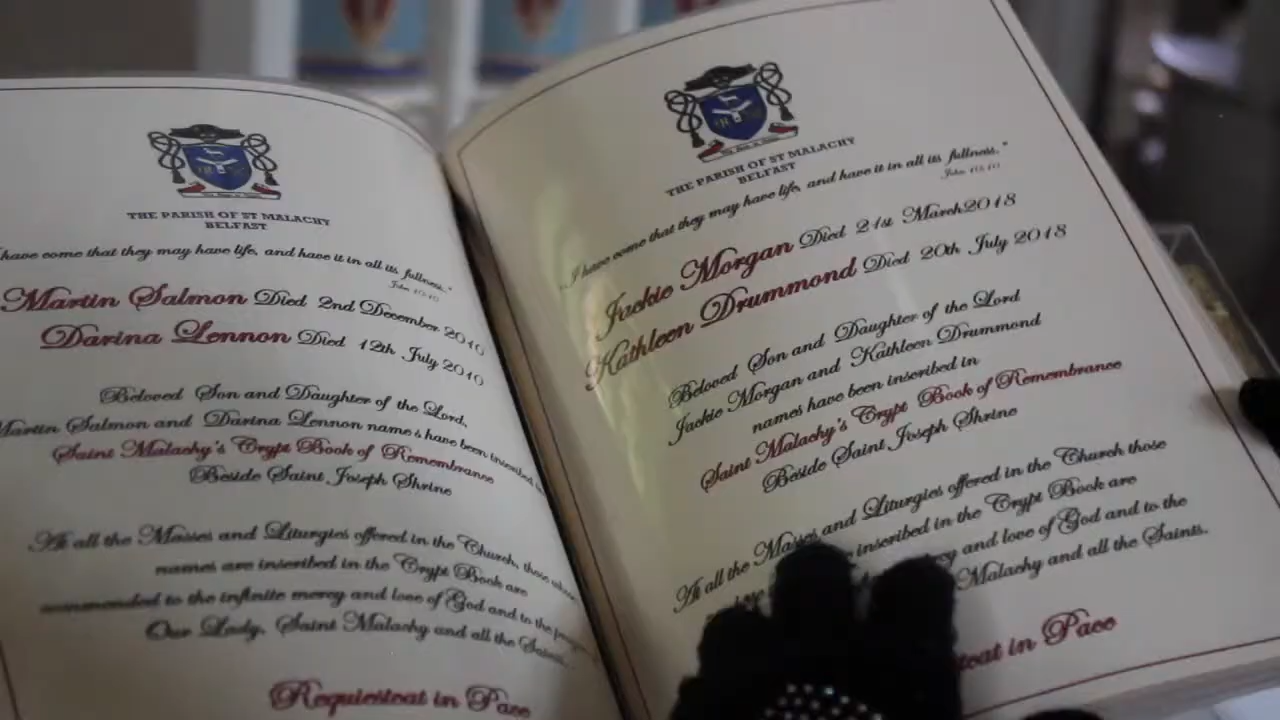 THE PARISH OF ST MALACHY
BELFAST
have come that they may have life, and have it in all its fullness."
John 10:10
Martin Salmon Died 2nd December 2010
Darina Lennon Died 12th July 2010
Beloved Son and Daughter of the Lord,
Martin Salmon and Darina Lennon name s have been inscribed in
Saint Malachy's Crypt Book of Remembrance
Beside Saint Joseph Shrine
At all the Masses and Liturgies offered in the Church, those
names are inscribed in the Crypt Book are
commended to the infinite mercy and love of God and to the
Our Lady, Saint Malachy and all the Saints.
Requiescat in Pace
THE PARISH OF ST MALACHY
BELFAST
"I have come that they may have life, and have it in all its fullness."
John 10:10
Jackie Morgan Died 21st March2018
Kathleen Drummond Died 20th July 2018
Beloved Son and Daughter of the Lord
Jackie Morgan and Kathleen Drummond
names have been inscribed in
Saint Malachy's Crypt Book of Remembrance
Beside Saint Joseph Shrine
At all the Masses and Liturgies offered in the Church those
inscribed in the Crypt Book are
mercy and love of God and to the
Malachy and all the Saints.
in Pace